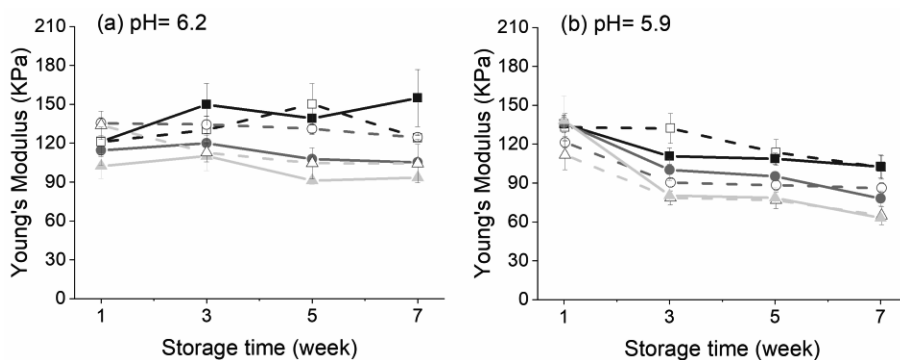 (a) pH= 6.2
Young's Modulus (KPa)
210
180
150
120
90
60
30
0
1 3 5 7
Storage time (week)
(b) pH= 5.9
Young's Modulus (KPa)
210
180
150
120
90
60
30
0
1 3 5 7
Storage time (week)